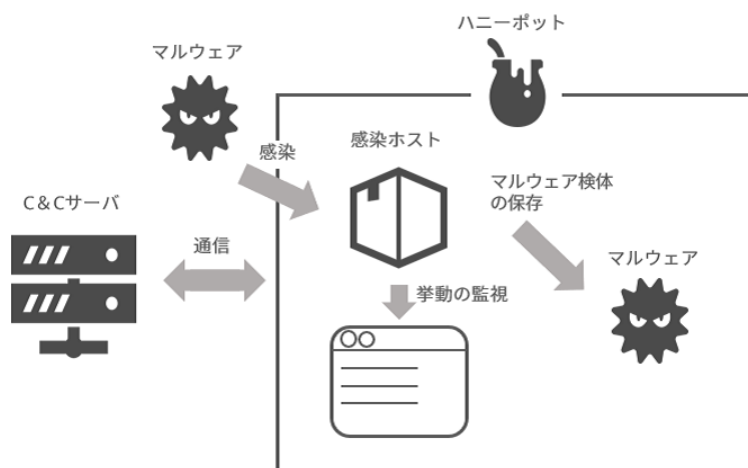 ハニーポット
マルウェア
感染
感染ホスト
マルウェア検体
の保存
C&Cサーバ
通信
マルウェア
挙動の監視